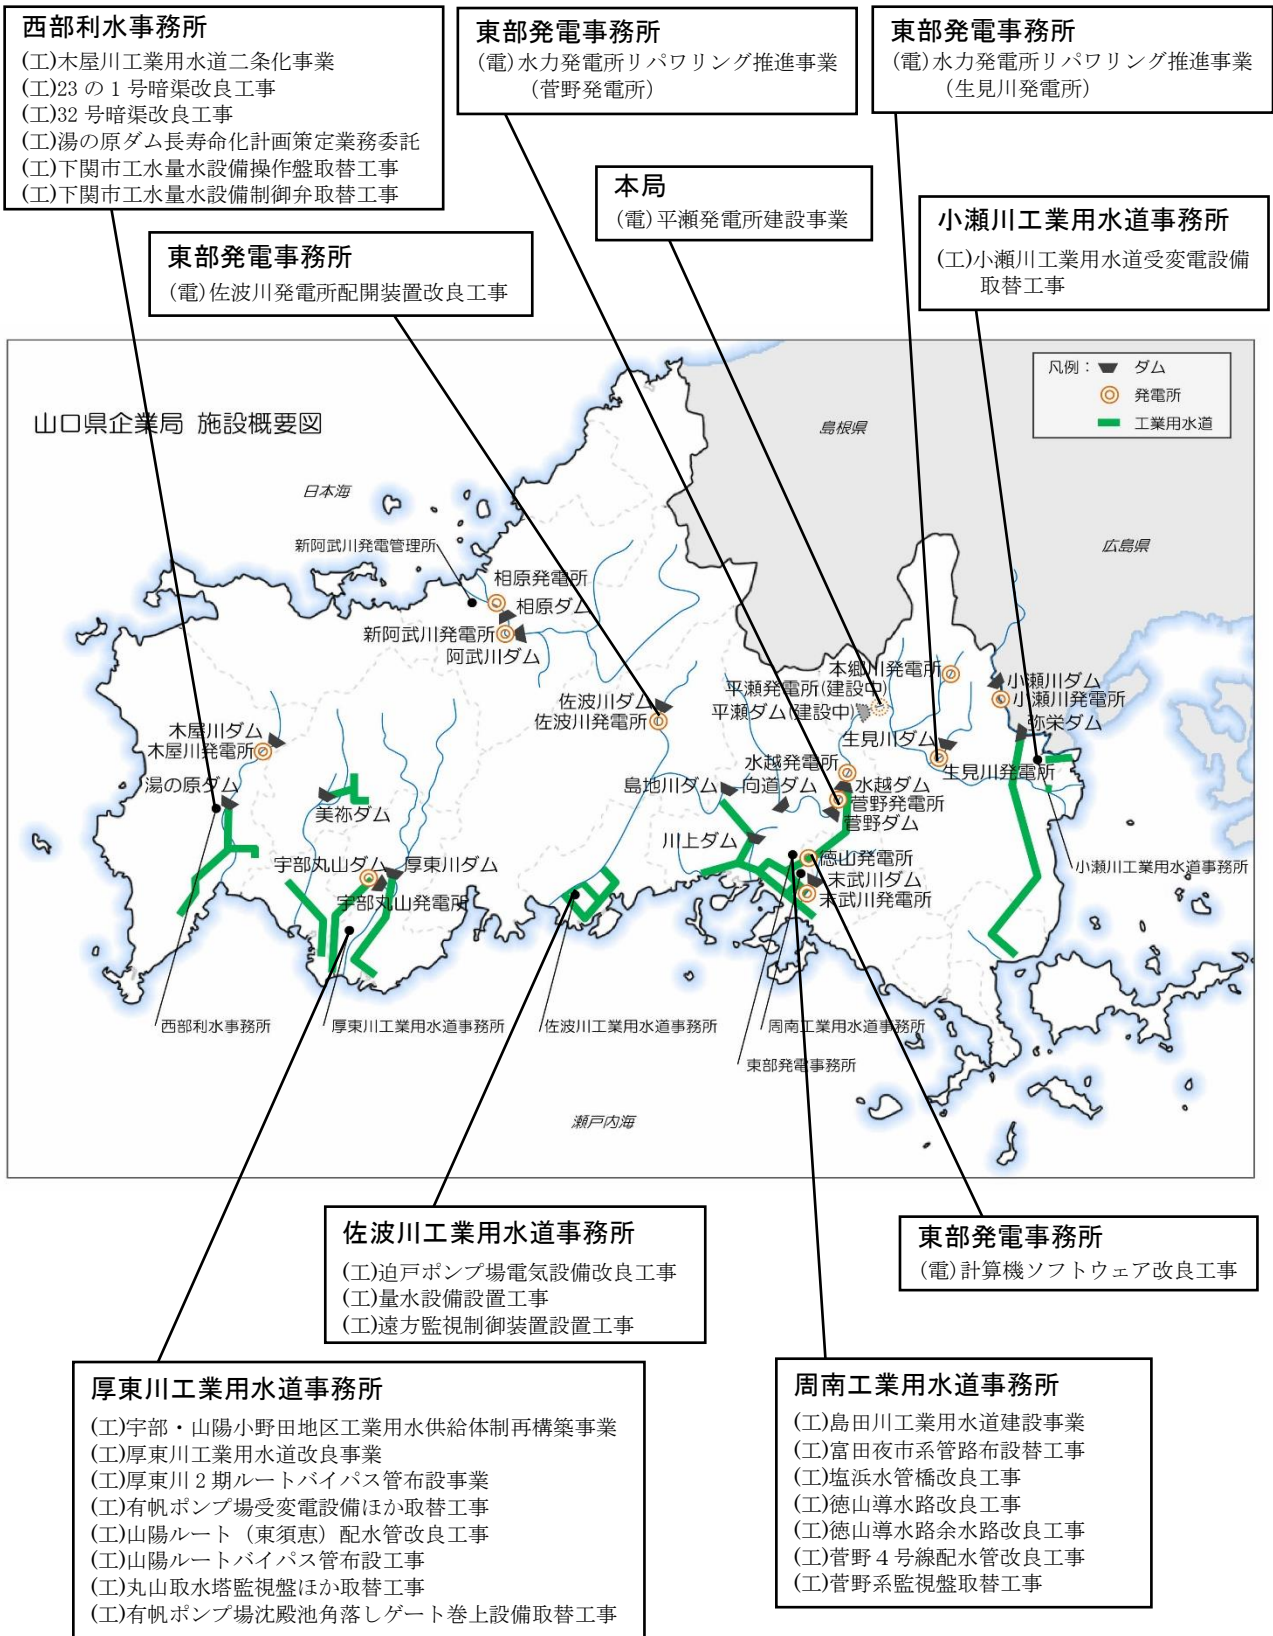 西部利水事務所
(工)木屋川工業用水道二条化事業
(工)23 の 1 号暗渠改良工事
(工)32 号暗渠改良工事
(工)湯の原ダム長寿命化計画策定業務委託
(工)下関市工水量水設備操作盤取替工事
(工)下関市工水量水設備制御弁取替工事
東部発電事務所
(電)水力発電所リパワリング推進事業
(菅野発電所)
東部発電事務所
(電)水力発電所リパワリング推進事業
(生見川発電所)
本局
(電)平瀬発電所建設事業
小瀬川工業用水道事務所
(工)小瀬川工業用水道受変電設備
取替工事
東部発電事務所
(電)佐波川発電所配開装置改良工事
山口県企業局 施設概要図
凡例：
ダム
発電所
工業用水道
島根県
日本海
広島県
新阿武川発電管理所
相原発電所
相原ダム
新阿武川発電所
阿武川ダム
本郷川発電所
平瀬発電所(建設中)
平瀬ダム(建設中)
小瀬川ダム
小瀬川発電所
弥栄ダム
佐波川ダム
佐波川発電所
木屋川ダム
木屋川発電所
生見川ダム
生見川発電所
水越発電所
湯の原ダム
島地川ダム
向道ダム
水越ダム
菅野発電所
菅野ダム
美祢ダム
川上ダム
徳山発電所
末武川ダム
末武川発電所
宇部丸山ダム
厚東川ダム
宇部丸山発電所
小瀬川工業用水道事務所
西部利水事務所
厚東川工業用水道事務所
佐波川工業用水道事務所
周南工業用水道事務所
東部発電事務所
瀬戸内海
佐波川工業用水道事務所
(工)迫戸ポンプ場電気設備改良工事
(工)量水設備設置工事
(工)遠方監視制御装置設置工事
東部発電事務所
(電)計算機ソフトウェア改良工事
厚東川工業用水道事務所
(工)宇部・山陽小野田地区工業用水供給体制再構築事業
(工)厚東川工業用水道改良事業
(工)厚東川 2 期ルートバイパス管布設事業
(工)有帆ポンプ場受変電設備ほか取替工事
(工)山陽ルート（東須恵）配水管改良工事
(工)山陽ルートバイパス管布設工事
(工)丸山取水塔監視盤ほか取替工事
(工)有帆ポンプ場沈殿池角落しゲート巻上設備取替工事
周南工業用水道事務所
(工)島田川工業用水道建設事業
(工)富田夜市系管路布設替工事
(工)塩浜水管橋改良工事
(工)徳山導水路改良工事
(工)徳山導水路余水路改良工事
(工)菅野 4 号線配水管改良工事
(工)菅野系監視盤取替工事